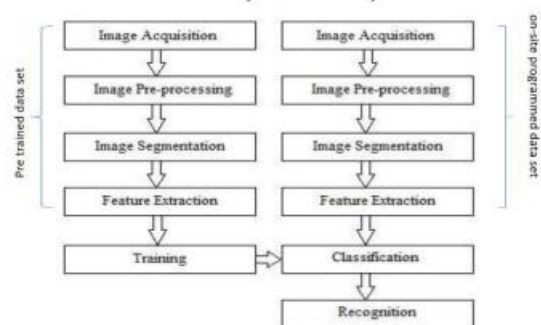 Image Acquisition
Image Pre-processing
Image Segmentation
Feature Extraction
Training
Pre trained data set
Image Acquisition
Image Pre-processing
Image Segmentation
Feature Extraction
Classification
Recognition
on-site programmed data set